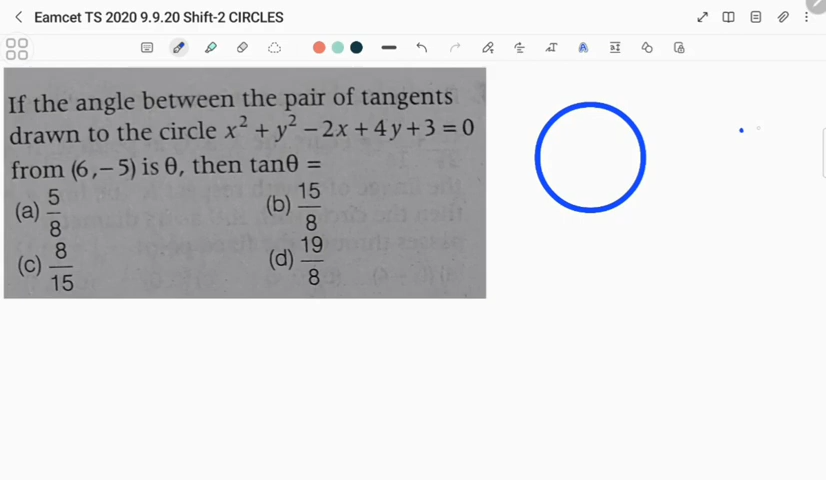 Eamcet TS 2020 9.9.20 Shift-2 CIRCLES
If the angle between the pair of tangents
drawn to the circle x² + y² − 2x + 4y + 3 = 0
from (6, −5) is θ, then tanθ =
(a) 5/8 (b) 15/8
(c) 8/15 (d) 19/8